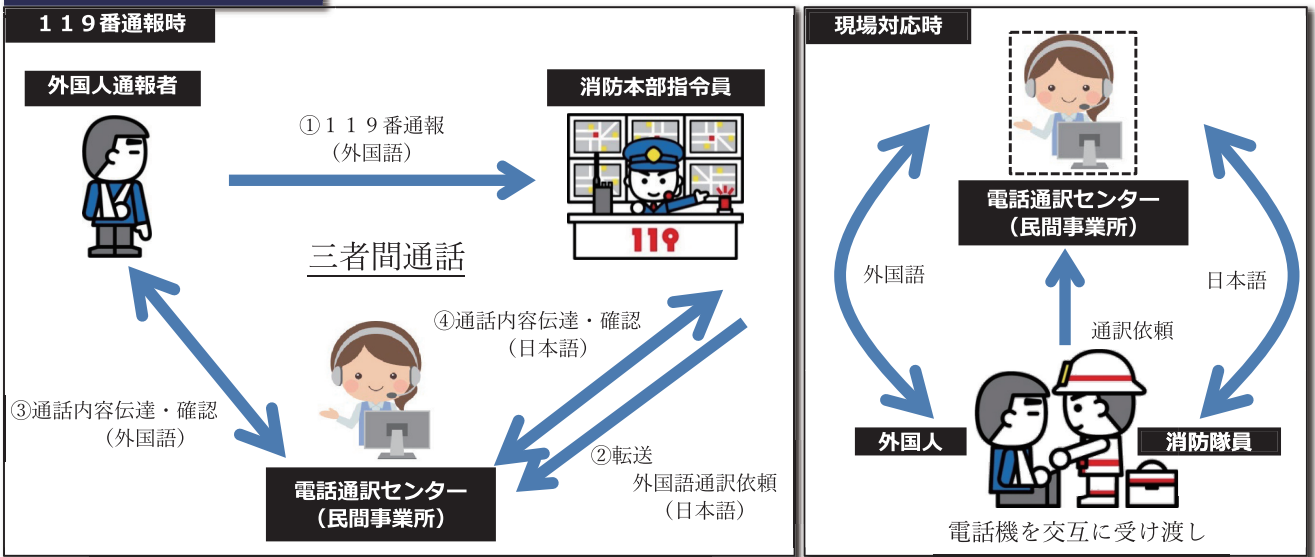 １１９番通報時
外国人通報者
消防本部指令員
①１１９番通報
（外国語）
119
三者間通話
④通話内容伝達・確認
（日本語）
③通話内容伝達・確認
（外国語）
②転送
外国語通訳依頼
（日本語）
電話通訳センター
（民間事業所）
現場対応時
電話通訳センター
（民間事業所）
外国語
日本語
通訳依頼
外国人
消防隊員
電話機を交互に受け渡し